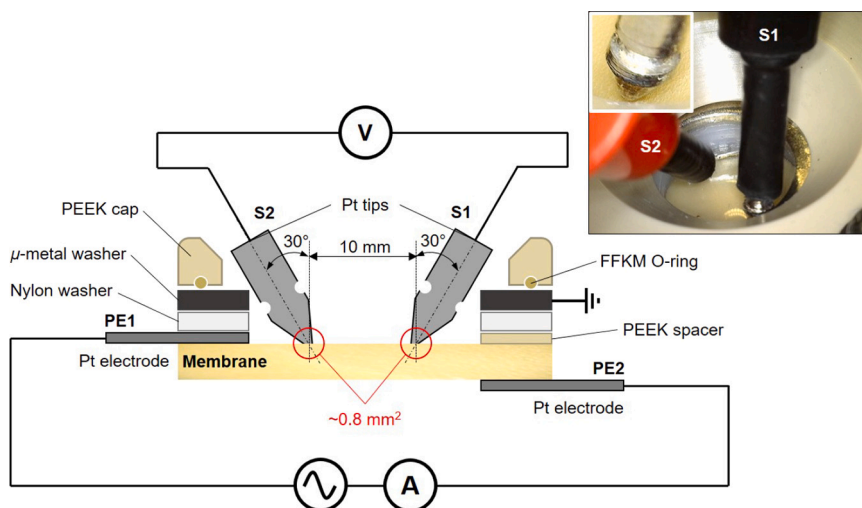 S1
S2
V
S2
S1
Pt tips
PEEK cap
30°
10 mm
30°
μ-metal washer
FFKM O-ring
Nylon washer
PE1
PEEK spacer
Membrane
PE2
Pt electrode
Pt electrode
~0.8 mm²
A